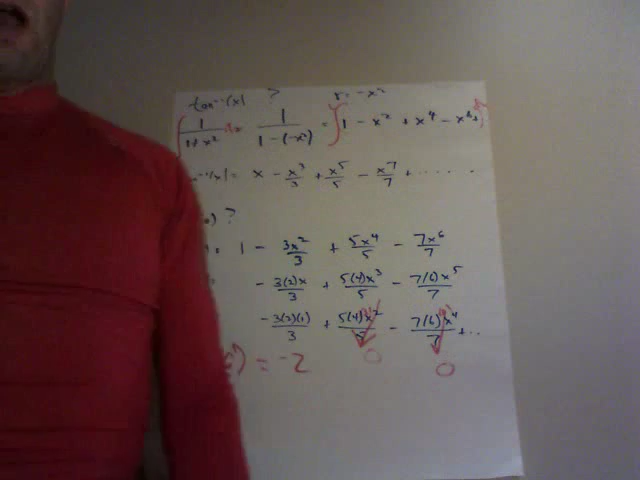 tan⁻¹(x) ? r = -x²
∫ 1/(1+x²) dx 1/(1-(-x²)) = ∫ 1 - x² + x⁴ - x⁶ +
⁻¹(x) = x - x³/3 + x⁵/5 - x⁷/7 + ......
) ?
= 1 - 3x²/3 + 5x⁴/5 - 7x⁶/7
- 3(2)x/3 + 5(4)x³/5 - 7(6)x⁵/7
- 3(2)(1)/3 + 5(4)x²/5 - 7(6)x⁴/7 + ..
) = -2 0 0